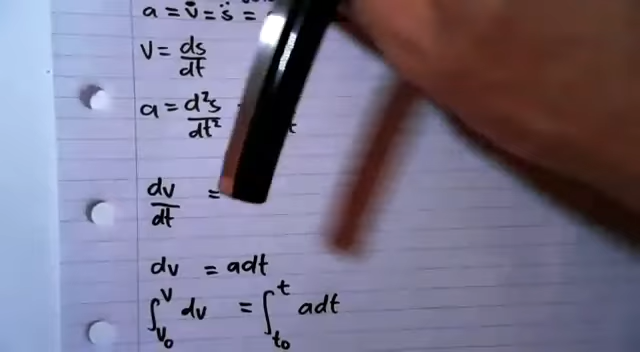 a = v̇ = s̈ =
v = ds/dt
a = d²s/dt²
dv/dt =
dv = adt
∫_{v₀}^{v} dv = ∫_{t₀}^{t} adt